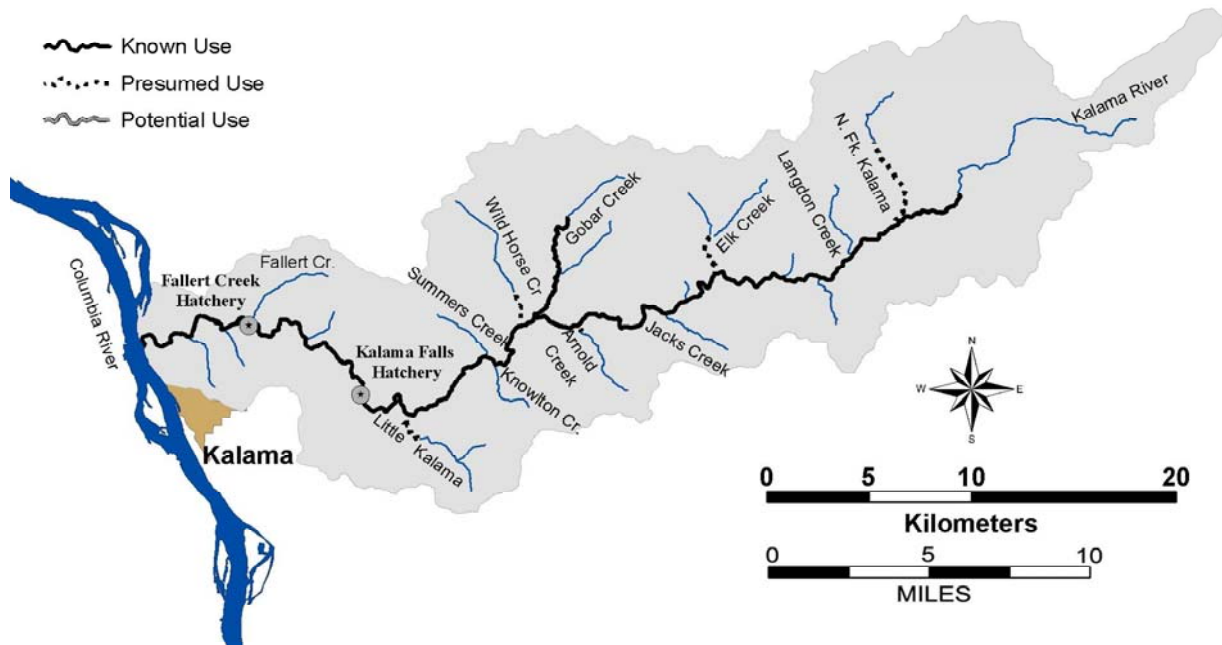 Known Use
Presumed Use
Potential Use
Columbia River
Fallert Creek
Hatchery
Fallert Cr.
Kalama Falls
Hatchery
Kalama
Little
Kalama
Summers Creek
Knowlton Cr.
Wild Horse Cr
Gobar Creek
Arnold
Creek
Jacks Creek
Elk Creek
Langdon Creek
N. Fk. Kalama
Kalama River
N
W
E
S
0 5 10 20
Kilometers
0 5 10
MILES